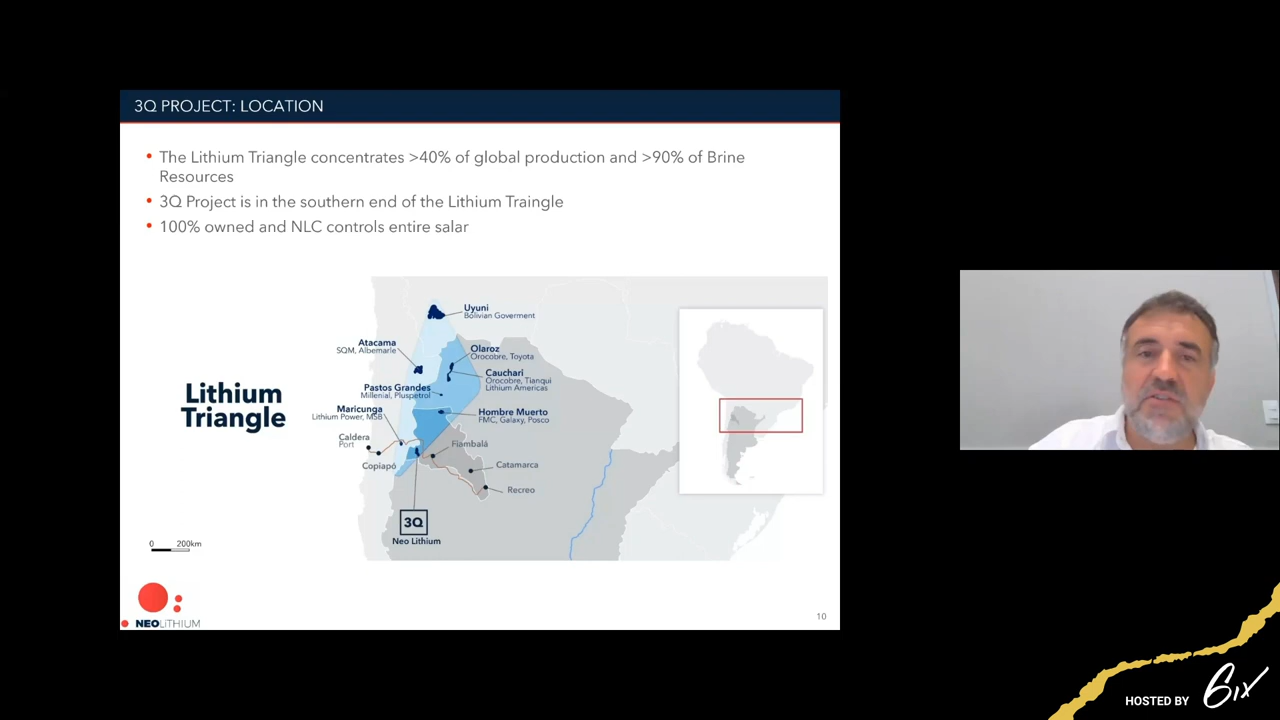 3Q PROJECT: LOCATION
• The Lithium Triangle concentrates >40% of global production and >90% of Brine
Resources
• 3Q Project is in the southern end of the Lithium Traingle
• 100% owned and NLC controls entire salar
Lithium
Triangle
Uyuni
Bolivian Goverment
Atacama
SQM, Albemarle
Olaroz
Orocobre, Toyota
Cauchari
Orocobre, Tianqui
Lithium Americas
Pastos Grandes
Millenial, Pluspetrol
Maricunga
Lithium Power, MSB
Hombre Muerto
FMC, Galaxy, Posco
Caldera
Port
Fiambalá
Copiapó
Catamarca
Recreo
3Q
Neo Lithium
0 200km
NEOLITHIUM
10
HOSTED BY 6ix